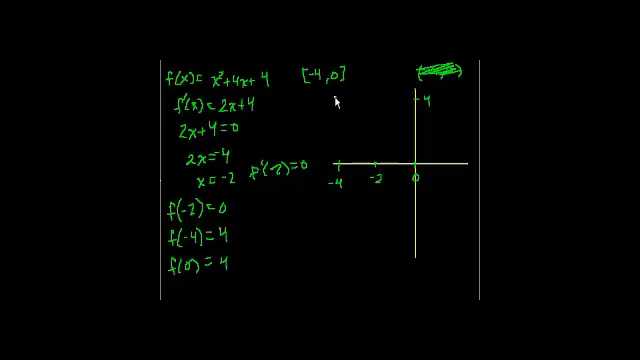 f(x) = x²+4x+4 [-4,0]
f'(x) = 2x+4
2x+4=0
2x=-4
x=-2 f'(-2)=0
f(-2)=0
f(-4)=4
f(0)=4
4
-4 -2 0